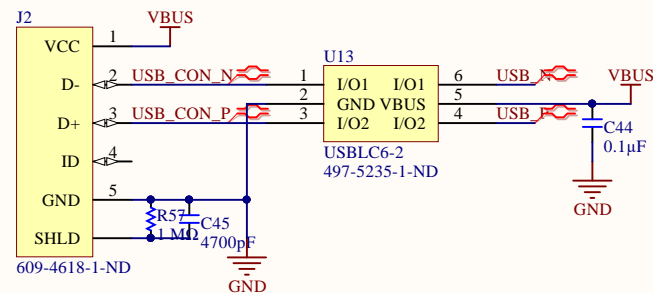 J2
VBUS
VCC
1
D-
2
USB_CON_N
D+
3
USB_CON_P
ID
4
GND
5
SHLD
609-4618-1-ND
R57
1 MΩ
C45
4700pF
GND
U13
1
I/O1
I/O1
6
USB_N
2
GND
VBUS
5
VBUS
3
I/O2
I/O2
4
USBLC6-2
497-5235-1-ND
C44
0.1µF
GND